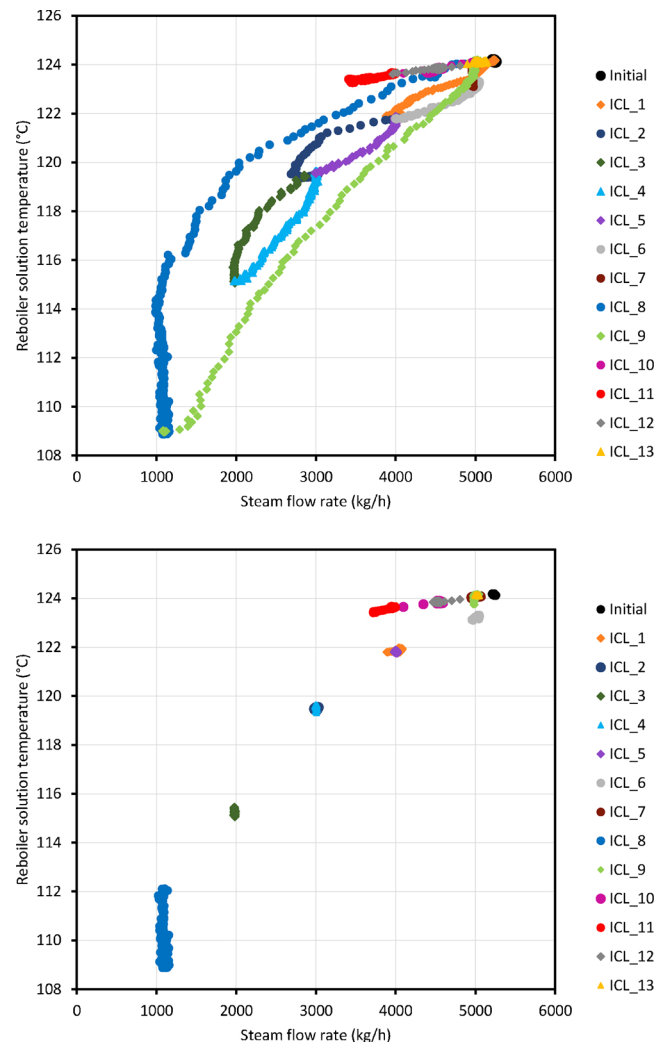 126
124
122
120
118
116
114
112
110
108
Reboiler solution temperature (°C)
0 1000 2000 3000 4000 5000 6000
Steam flow rate (kg/h)
Initial
ICL_1
ICL_2
ICL_3
ICL_4
ICL_5
ICL_6
ICL_7
ICL_8
ICL_9
ICL_10
ICL_11
ICL_12
ICL_13
126
124
122
120
118
116
114
112
110
108
Reboiler solution temperature (°C)
0 1000 2000 3000 4000 5000 6000
Steam flow rate (kg/h)
Initial
ICL_1
ICL_2
ICL_3
ICL_4
ICL_5
ICL_6
ICL_7
ICL_8
ICL_9
ICL_10
ICL_11
ICL_12
ICL_13